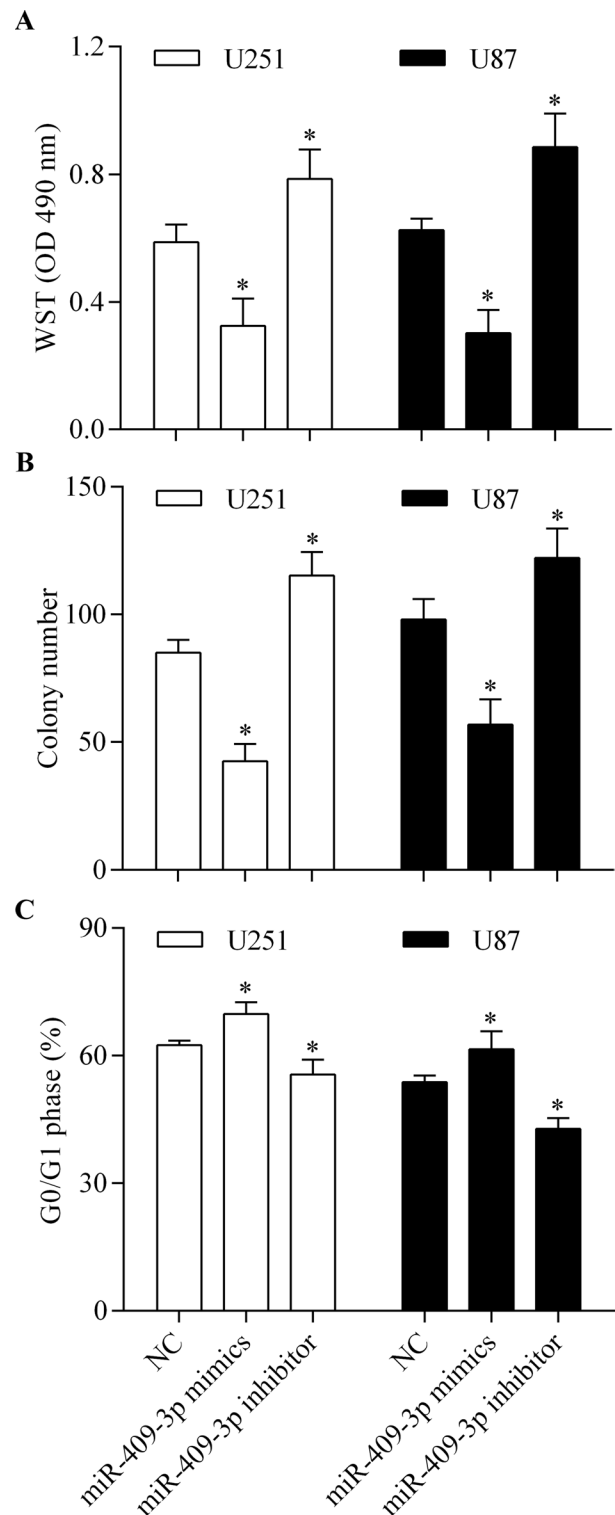 A
1.2
U251
U87
0.8
0.4
0.0
WST (OD 490 nm)
*
*
*
*
B
150
U251
U87
100
50
0
Colony number
*
*
*
*
C
90
U251
U87
60
30
0
G0/G1 phase (%)
*
*
*
*
NC
miR-409-3p mimics
miR-409-3p inhibitor
NC
miR-409-3p mimics
miR-409-3p inhibitor